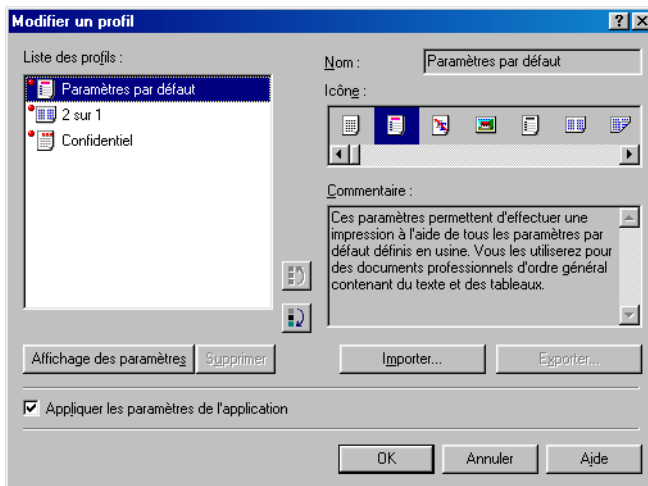 Modifier un profil
Liste des profils :
Paramètres par défaut
2 sur 1
Confidentiel
Nom :
Paramètres par défaut
Icône :
Commentaire :
Ces paramètres permettent d'effectuer une
impression à l'aide de tous les paramètres par
défaut définis en usine. Vous les utiliserez pour
des documents professionnels d'ordre général
contenant du texte et des tableaux.
Affichage des paramètres
Supprimer
Importer...
Exporter...
Appliquer les paramètres de l'application
OK
Annuler
Aide